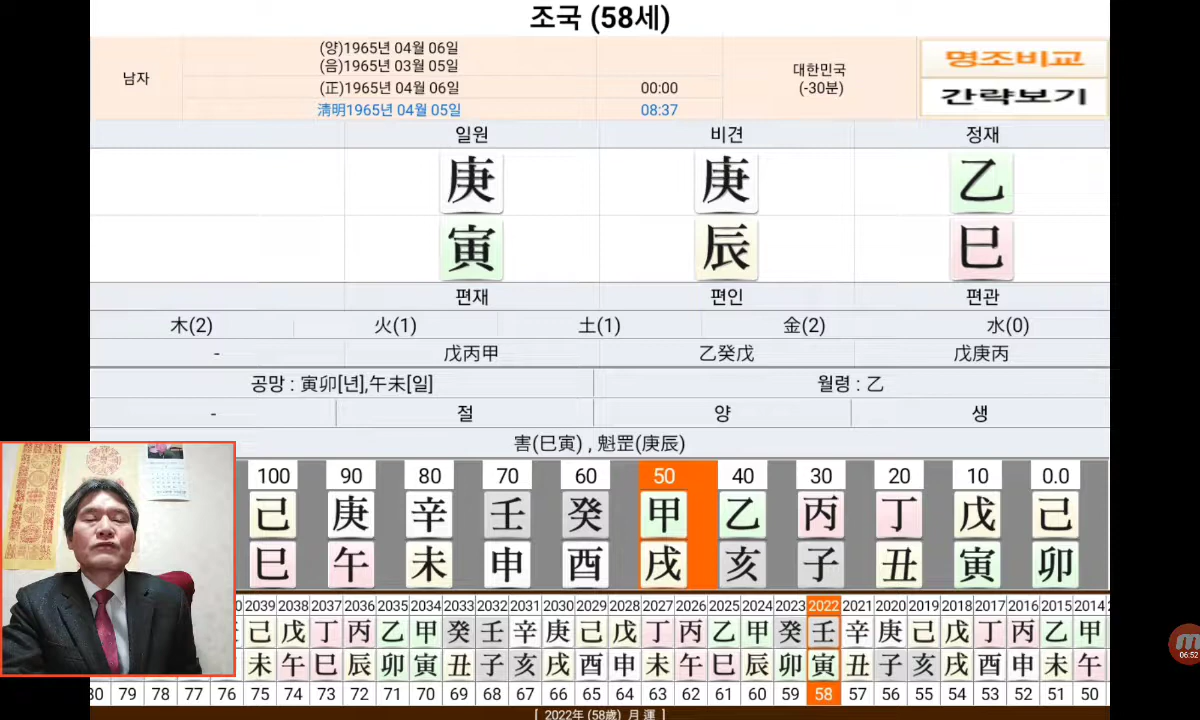 조국 (58세)
남자
(양)1965년 04월 06일
(음)1965년 03월 05일
(正)1965년 04월 06일 00:00
淸明1965년 04월 05일 08:37
대한민국
(-30분)
명조비교
간략보기
일원 비견 정재
庚 庚 乙
寅 辰 巳
편재 편인 편관
木(2) 火(1) 土(1) 金(2) 水(0)
- 戊丙甲 乙癸戊 戊庚丙
공망 : 寅卯[년],午未[일] 월령 : 乙
- 절 양 생
害(巳寅) , 魁罡(庚辰)
100 90 80 70 60 50 40 30 20 10 0.0
己 庚 辛 壬 癸 甲 乙 丙 丁 戊 己
巳 午 未 申 酉 戌 亥 子 丑 寅 卯
2039 2038 2037 2036 2035 2034 2033 2032 2031 2030 2029 2028 2027 2026 2025 2024 2023 2022 2021 2020 2019 2018 2017 2016 2015 2014
己 戊 丁 丙 乙 甲 癸 壬 辛 庚 己 戊 丁 丙 乙 甲 癸 壬 辛 庚 己 戊 丁 丙 乙 甲
未 午 巳 辰 卯 寅 丑 子 亥 戌 酉 申 未 午 巳 辰 卯 寅 丑 子 亥 戌 酉 申 未 午
80 79 78 77 76 75 74 73 72 71 70 69 68 67 66 65 64 63 62 61 60 59 58 57 56 55 54 53 52 51 50
[ 2022年 (58歲) 月 運 ]
06:52